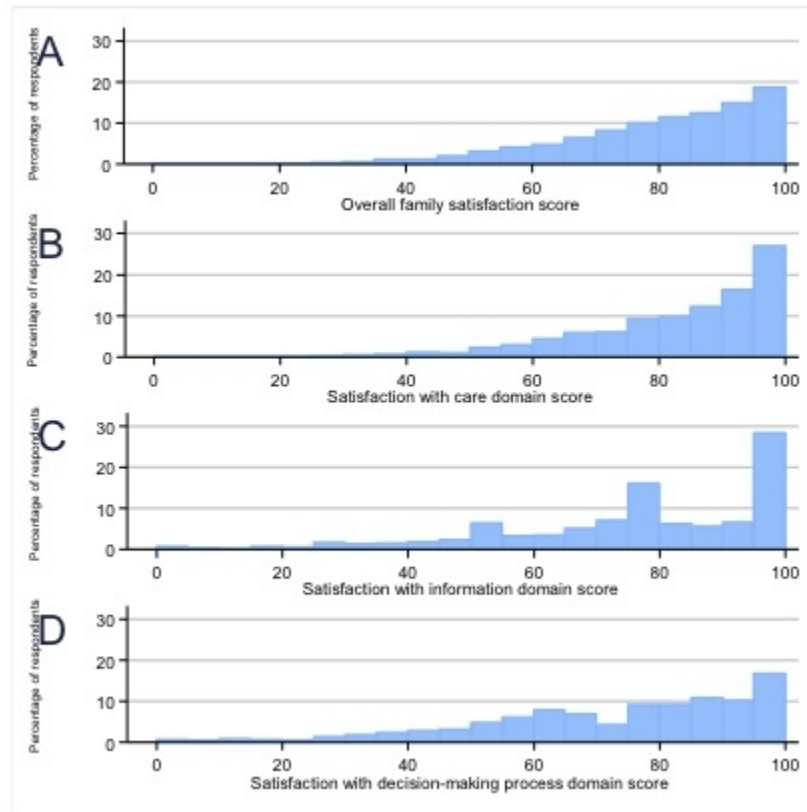 A
Percentage of respondents
30
20
10
0
0 20 40 60 80 100
Overall family satisfaction score
B
Percentage of respondents
30
20
10
0
0 20 40 60 80 100
Satisfaction with care domain score
C
Percentage of respondents
30
20
10
0
0 20 40 60 80 100
Satisfaction with information domain score
D
Percentage of respondents
30
20
10
0
0 20 40 60 80 100
Satisfaction with decision-making process domain score